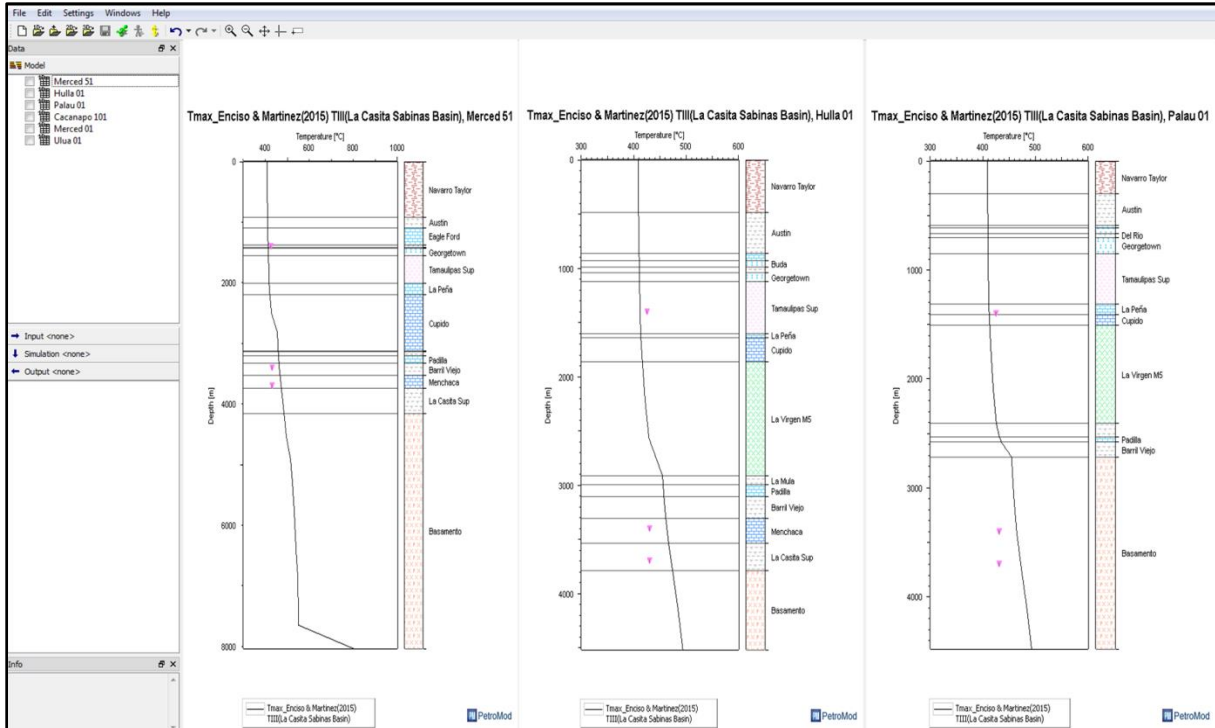 File Edit Settings Windows Help
Data
Model
Merced 51
Hulla 01
Palau 01
Cacanapo 101
Merced 01
Ulua 01
Input <none>
Simulation <none>
Output <none>
Info
Tmax_Enciso & Martinez(2015) TIII(La Casita Sabinas Basin), Merced 51
Temperature [°C]
400 600 800 1000
0
2000
4000
6000
8000
Depth [m]
Navarro Taylor
Austin
Eagle Ford
Georgetown
Tamaulipas Sup
La Peña
Cupido
Padilla
Barril Viejo
Menchaca
La Casita Sup
Basamento
Tmax_Enciso & Martinez(2015)
TIII(La Casita Sabinas Basin)
PetroMod
Tmax_Enciso & Martinez(2015) TIII(La Casita Sabinas Basin), Hulla 01
Temperature [°C]
300 400 500 600
0
1000
2000
3000
4000
Depth [m]
Navarro Taylor
Austin
Buda
Georgetown
Tamaulipas Sup
La Peña
Cupido
La Virgen M5
La Mula
Padilla
Barril Viejo
Menchaca
La Casita Sup
Basamento
Tmax_Enciso & Martinez(2015)
TIII(La Casita Sabinas Basin)
PetroMod
Tmax_Enciso & Martinez(2015) TIII(La Casita Sabinas Basin), Palau 01
Temperature [°C]
300 400 500 600
0
1000
2000
3000
4000
Depth [m]
Navarro Taylor
Austin
Del Rio
Georgetown
Tamaulipas Sup
La Peña
Cupido
La Virgen M5
Padilla
Barril Viejo
Basamento
Tmax_Enciso & Martinez(2015)
TIII(La Casita Sabinas Basin)
PetroMod